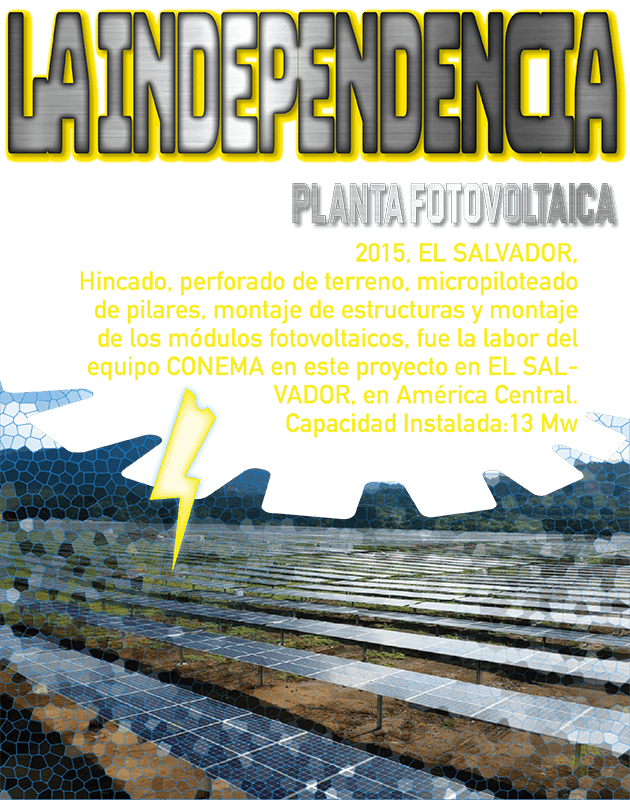 LA INDEPENDENCIA
PLANTA FOTOVOLTAICA
2015, EL SALVADOR,
Hincado, perforado de terreno, micropiloteado
de pilares, montaje de estructuras y montaje
de los módulos fotovoltaicos, fue la labor del
equipo CONEMA en este proyecto en EL SAL-
VADOR, en América Central.
Capacidad Instalada:13 Mw